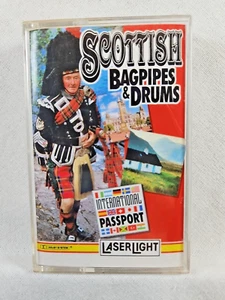 SCOTTISH
BAGPIPES
& DRUMS
INTERNATIONAL
PASSPORT
LASERLIGHT